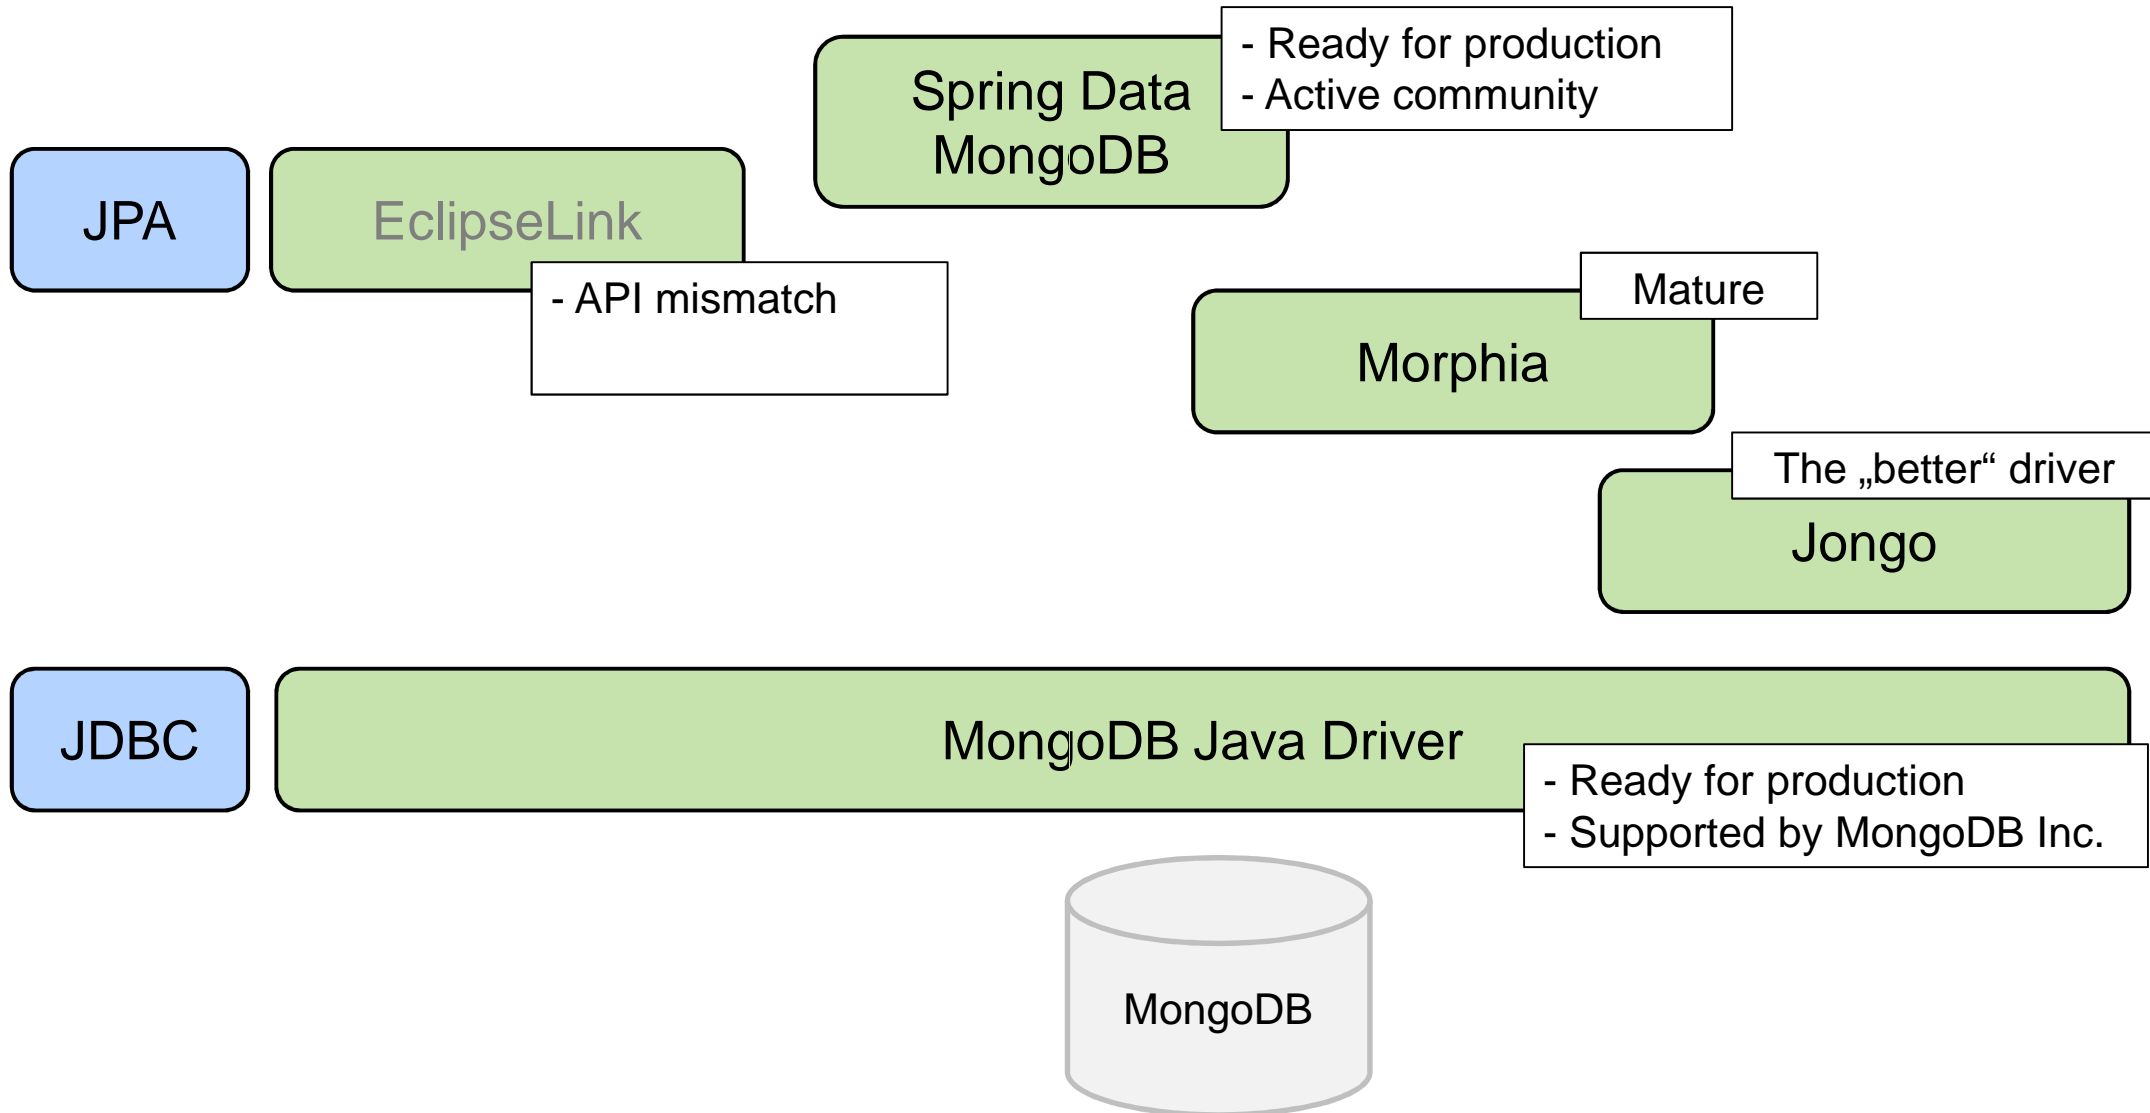 - Ready for production
- Active community
Spring Data
MongoDB
JPA
EclipseLink
- API mismatch
Mature
Morphia
The „better“ driver
Jongo
JDBC
MongoDB Java Driver
- Ready for production
- Supported by MongoDB Inc.
MongoDB